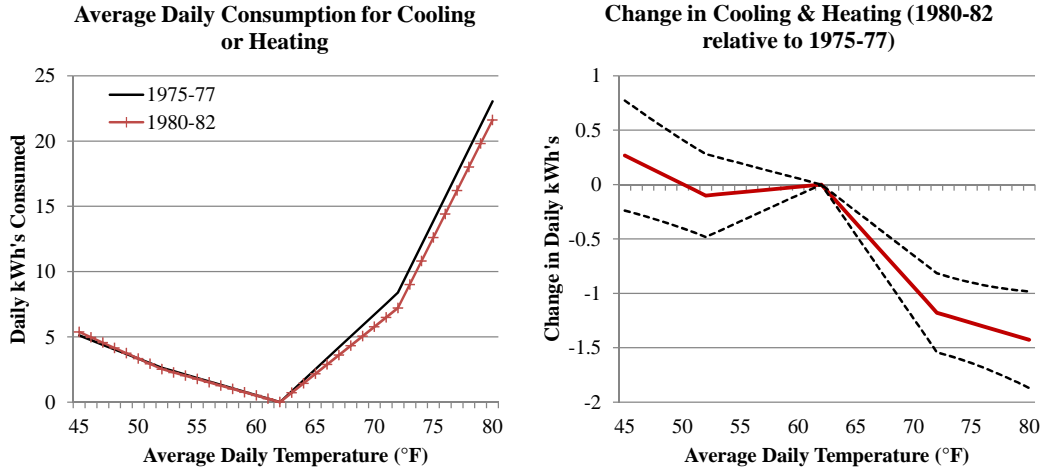 Average Daily Consumption for Cooling
or Heating
25
20
15
10
5
0
Daily kWh's Consumed
1975-77
1980-82
45 50 55 60 65 70 75 80
Average Daily Temperature (°F)
Change in Cooling & Heating (1980-82
relative to 1975-77)
1
0.5
0
-0.5
-1
-1.5
-2
Change in Daily kWh's
45 50 55 60 65 70 75 80
Average Daily Temperature (°F)